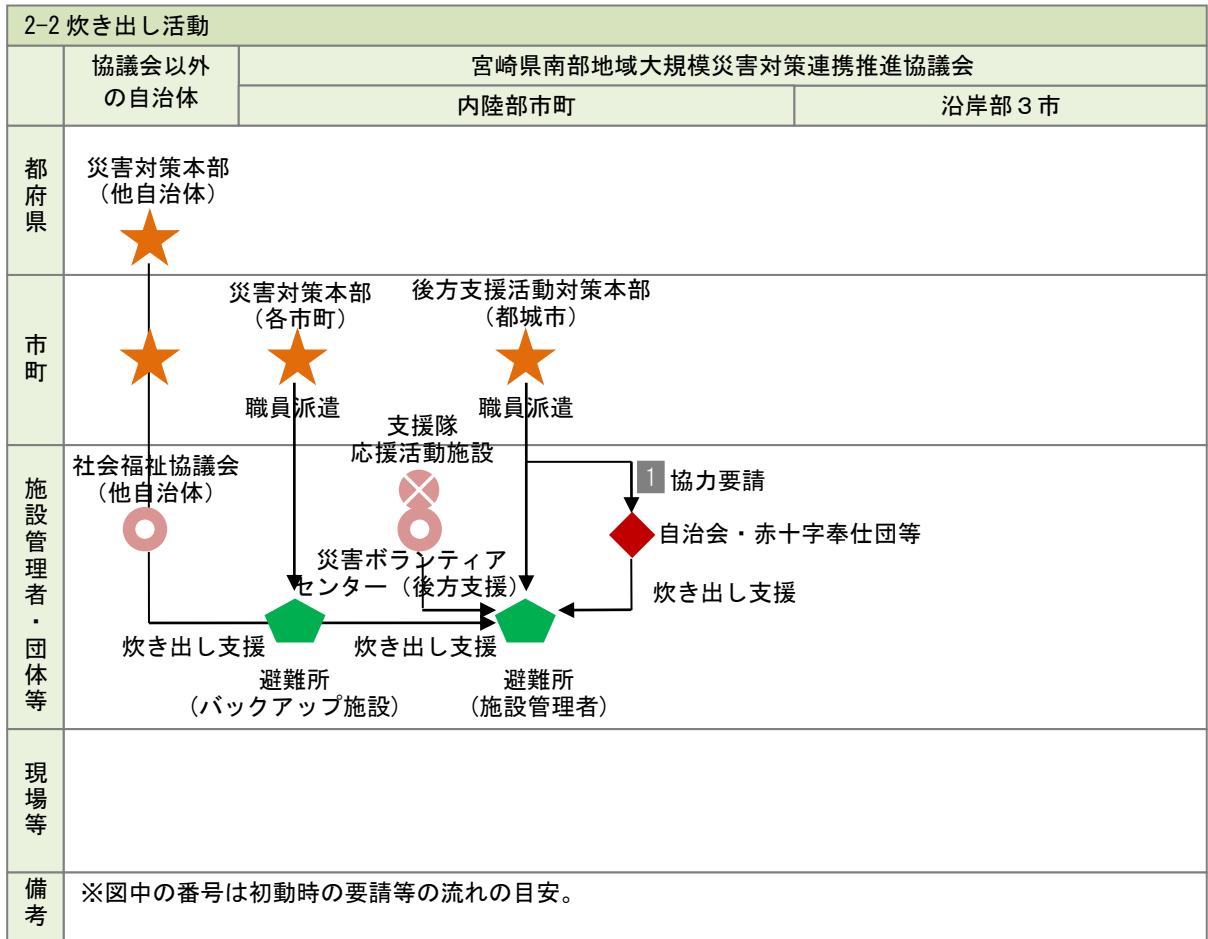 2-2 炊き出し活動
協議会以外
の自治体
宮崎県南部地域大規模災害対策連携推進協議会
内陸部市町
沿岸部３市
都府県
災害対策本部
（他自治体）
市町
災害対策本部
（各市町）
後方支援活動対策本部
（都城市）
職員派遣
職員派遣
施設管理者・団体等
社会福祉協議会
（他自治体）
支援隊
応援活動施設
1 協力要請
自治会・赤十字奉仕団等
災害ボランティア
センター（後方支援）
炊き出し支援
炊き出し支援
炊き出し支援
避難所
（バックアップ施設）
避難所
（施設管理者）
現場等
備考
※図中の番号は初動時の要請等の流れの目安。